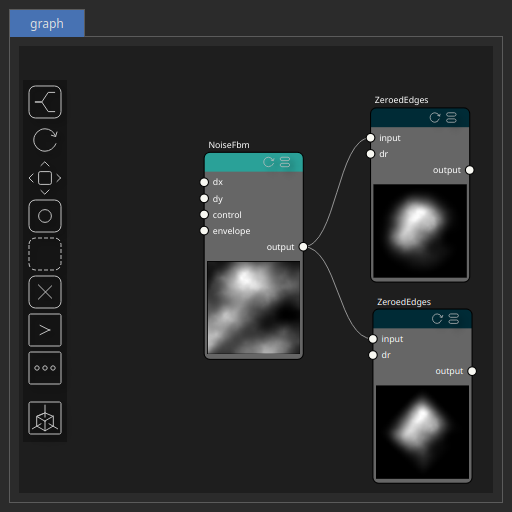 graph
NoiseFbm
dx
dy
control
envelope
output
ZeroedEdges
input
dr
output
ZeroedEdges
input
dr
output